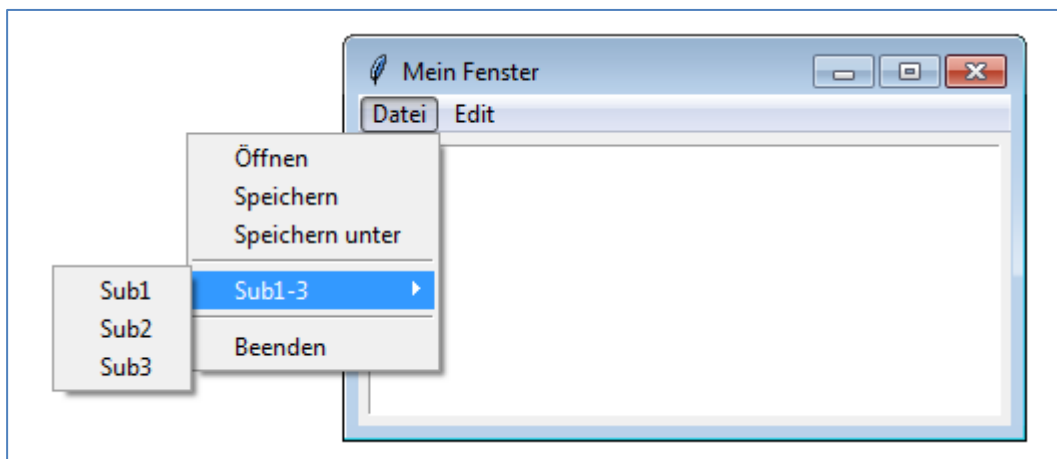 Mein Fenster
Datei Edit
Öffnen
Speichern
Speichern unter
Sub1-3
Beenden
Sub1
Sub2
Sub3